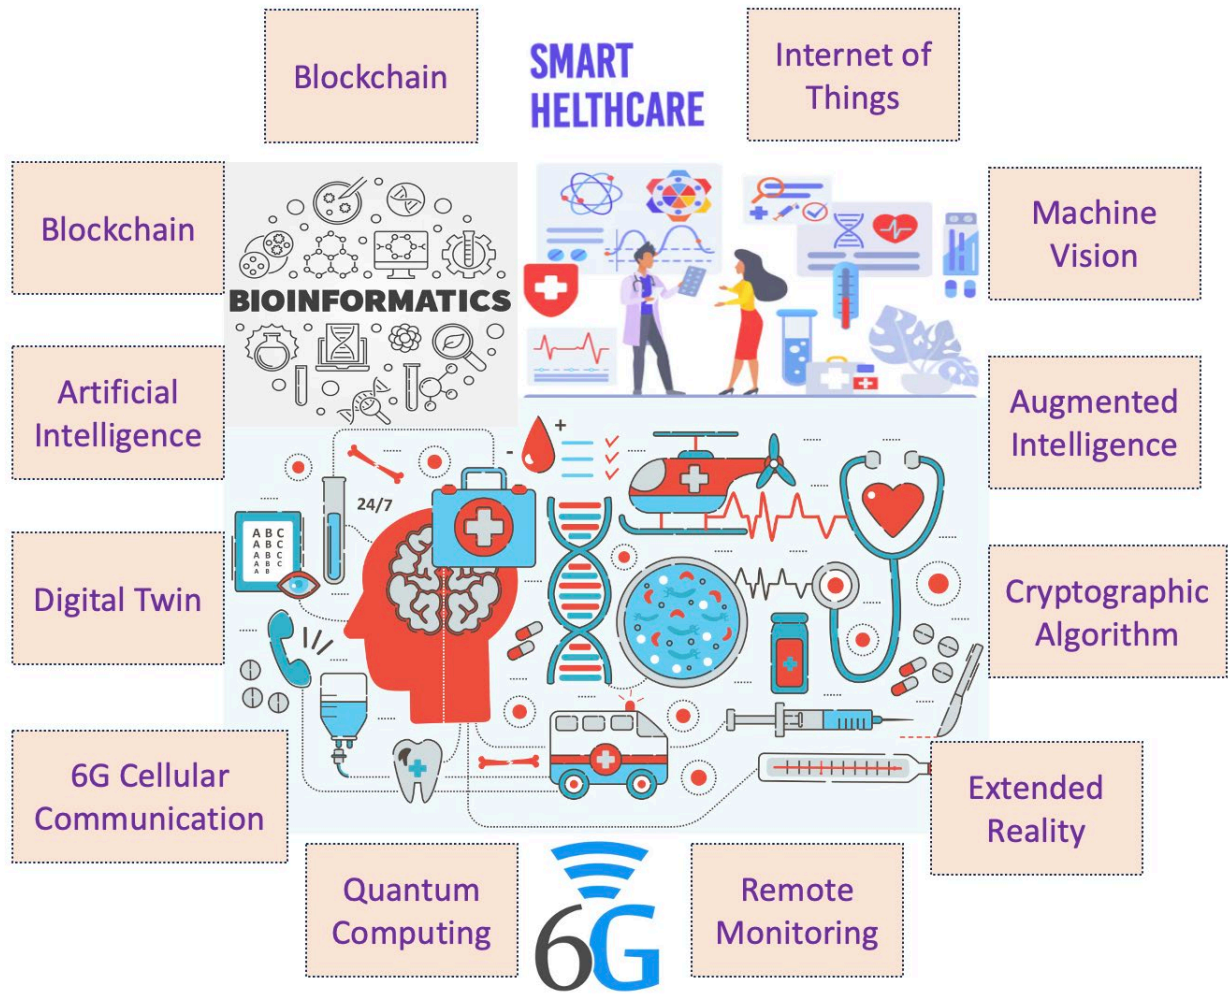 Blockchain
SMART
HELTHCARE
Internet of
Things
Blockchain
BIOINFORMATICS
Machine
Vision
Artificial
Intelligence
Augmented
Intelligence
+
-
24/7
A B C
A B C
A B C
A B C
A B
Digital Twin
Cryptographic
Algorithm
6G Cellular
Communication
Extended
Reality
Quantum
Computing
6G
Remote
Monitoring